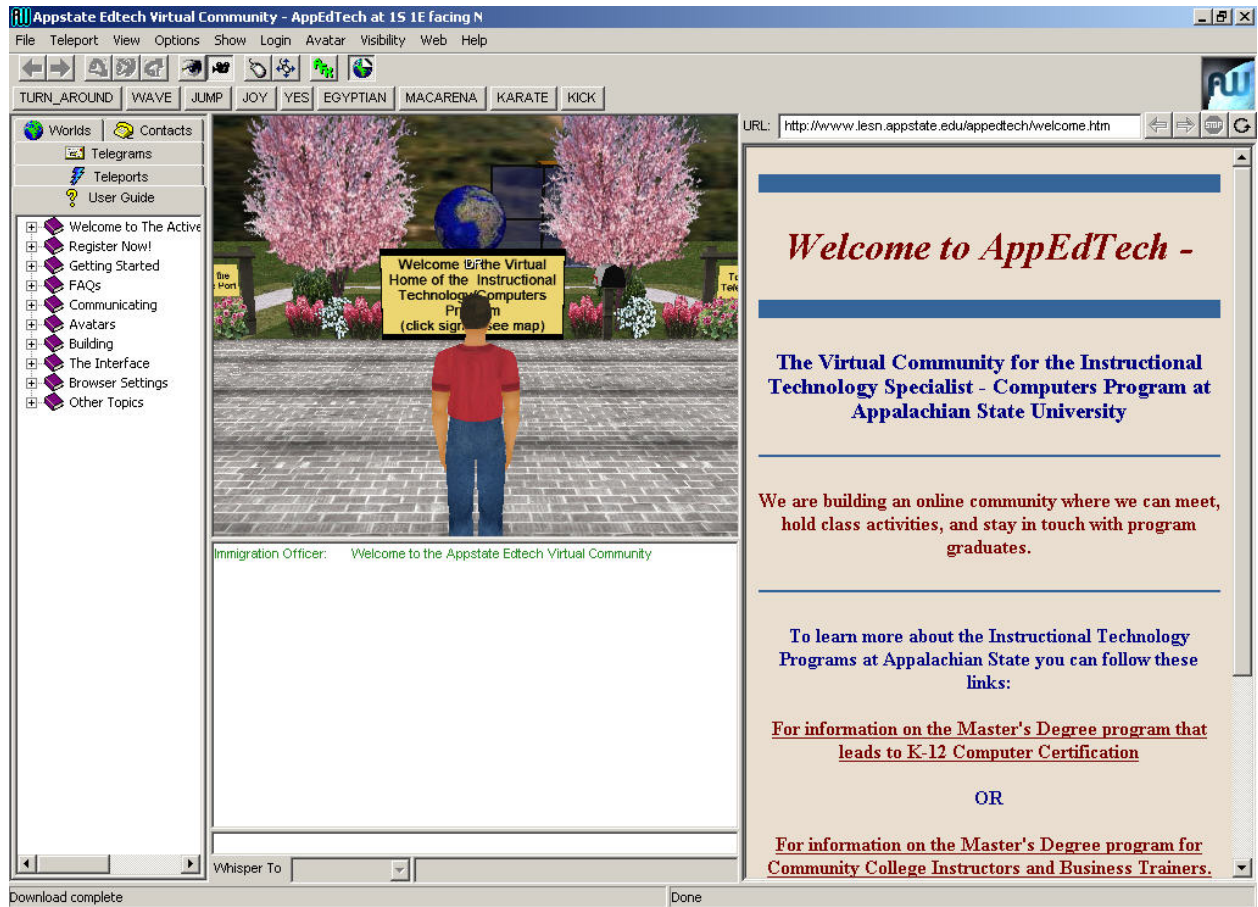 Appstate Edtech Virtual Community - AppEdTech at 1S 1E facing N
File Teleport View Options Show Login Avatar Visibility Web Help
TURN_AROUND WAVE JUMP JOY YES EGYPTIAN MACARENA KARATE KICK
Worlds Contacts
Telegrams
Teleports
User Guide
Welcome to The Active
Register Now!
Getting Started
FAQs
Communicating
Avatars
Building
The Interface
Browser Settings
Other Topics
Welcome to the Virtual
Home of the Instructional
Technology/Computers
(click
see map)
Immigration Officer: Welcome to the Appstate Edtech Virtual Community
Whisper To
URL: http://www.lesn.appstate.edu/appedtech/welcome.htm
STOP
AW
Welcome to AppEdTech -
The Virtual Community for the Instructional
Technology Specialist - Computers Program at
Appalachian State University
We are building an online community where we can meet,
hold class activities, and stay in touch with program
graduates.
To learn more about the Instructional Technology
Programs at Appalachian State you can follow these
links:
For information on the Master's Degree program that
leads to K-12 Computer Certification
OR
For information on the Master's Degree program for
Community College Instructors and Business Trainers.
Download complete
Done